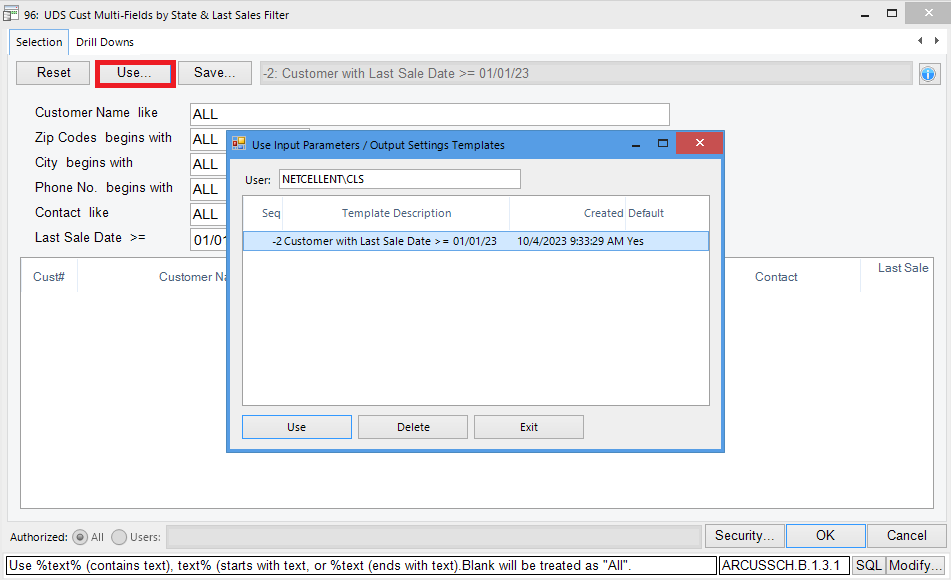 96: UDS Cust Multi-Fields by State & Last Sales Filter
Selection Drill Downs
Reset Use... Save... -2: Customer with Last Sale Date >= 01/01/23
Customer Name like ALL
Zip Codes begins with ALL
City begins with ALL
Phone No. begins with ALL
Contact like ALL
Last Sale Date >= 01/01
Use Input Parameters / Output Settings Templates
User: NETCELLENT\CLS
Seq Template Description Created Default
-2 Customer with Last Sale Date >= 01/01/23 10/4/2023 9:33:29 AM Yes
Use Delete Exit
Cust# Customer Na Contact Last Sale
Authorized: All Users: Security... OK Cancel
Use %text% (contains text), text% (starts with text, or %text (ends with text).Blank will be treated as "All". ARCUSSCH.B.1.3.1 SQL Modify...